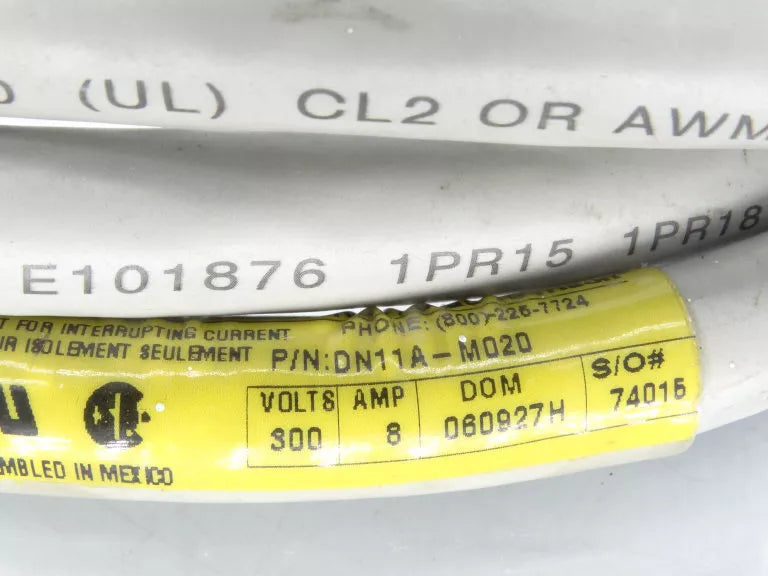 (UL) CL2 OR AWM
E101876 1PR15 1PR18
FOR INTERRUPTING CURRENT
PHONE: (800)-226-7724
ISOLEMENT SEULEMENT
P/N:DN11A-M020
VOLTS AMP DOM S/O#
300 8 060927H 74015
MBLED IN MEXICO